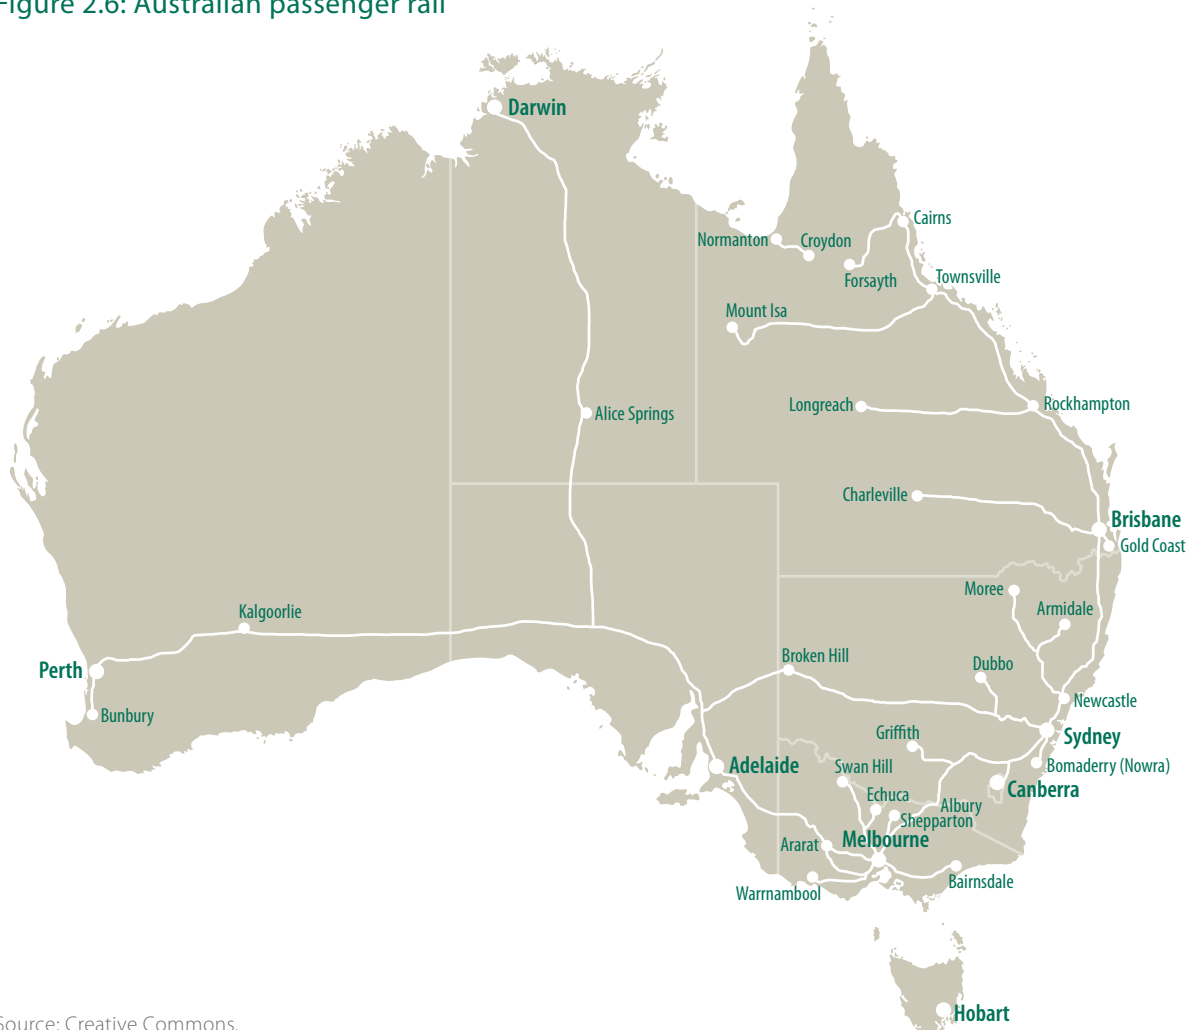 Figure 2.6: Australian passenger rail
Darwin
Cairns
Normanton
Croydon
Forsayth
Townsville
Mount Isa
Longreach
Rockhampton
Alice Springs
Charleville
Brisbane
Gold Coast
Moree
Armidale
Kalgoorlie
Broken Hill
Dubbo
Perth
Newcastle
Bunbury
Griffith
Sydney
Adelaide
Swan Hill
Bomaderry (Nowra)
Echuca
Canberra
Albury
Shepparton
Ararat
Melbourne
Bairnsdale
Warrnambool
Hobart
Source: Creative Commons.